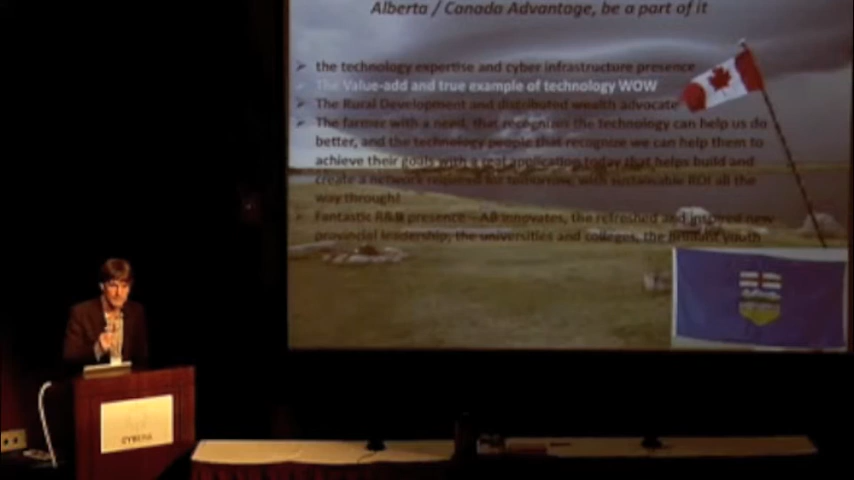 Alberta / Canada Advantage, be a part of it
the technology expertise and cyber infrastructure presence
The Value-add and true example of technology WOW
The Rural Development and distributed wealth advocate
The farmer with a need, that recognizes the technology can help us do
better, and the technology people that recognize we can help them to
achieve their goals with a real application today that helps build and
create a network required for tomorrow, with sustainable ROI all the
way through!
Fantastic R&D presence – AB innovates, the refreshed and inspired new
provincial leadership, the universities and colleges, the brilliant youth
CYBERA